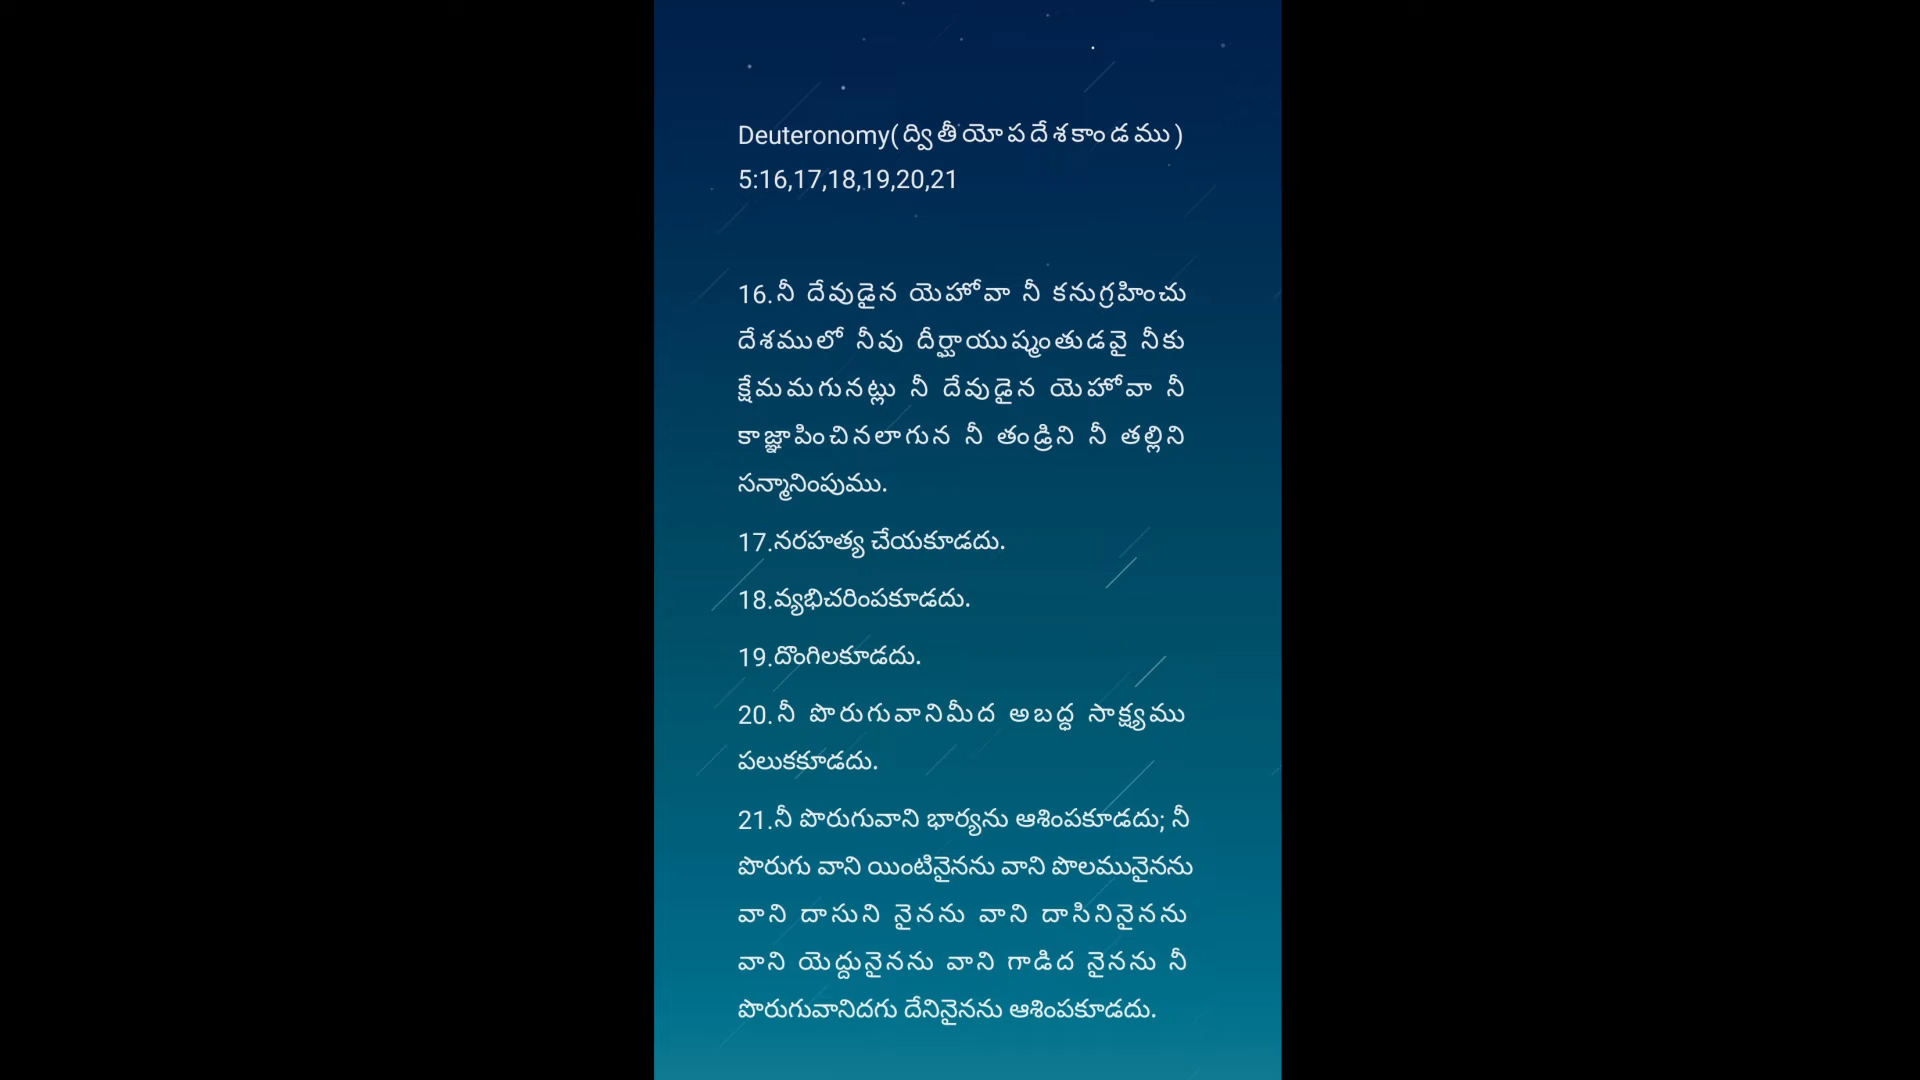 Deuteronomy(ద్వితీయోపదేశకాండము)
5:16,17,18,19,20,21
16.నీ దేవుడైన యెహోవా నీ కనుగ్రహించు
దేశములో నీవు దీర్ఘాయుష్మంతుడవై నీకు
క్షేమమగునట్లు నీ దేవుడైన యెహోవా నీ
కాజ్ఞాపించినలాగున నీ తండ్రిని నీ తల్లిని
సన్మానింపుము.
17.నరహత్య చేయకూడదు.
18.వ్యభిచరింపకూడదు.
19.దొంగిలకూడదు.
20.నీ పొరుగువానిమీద అబద్ధ సాక్ష్యము
పలుకకూడదు.
21.నీ పొరుగువాని భార్యను ఆశింపకూడదు; నీ
పొరుగు వాని యింటినైనను వాని పొలమునైనను
వాని దాసుని నైనను వాని దాసినినైనను
వాని యెద్దునైనను వాని గాడిద నైనను నీ
పొరుగువానిదగు దేనినైనను ఆశింపకూడదు.